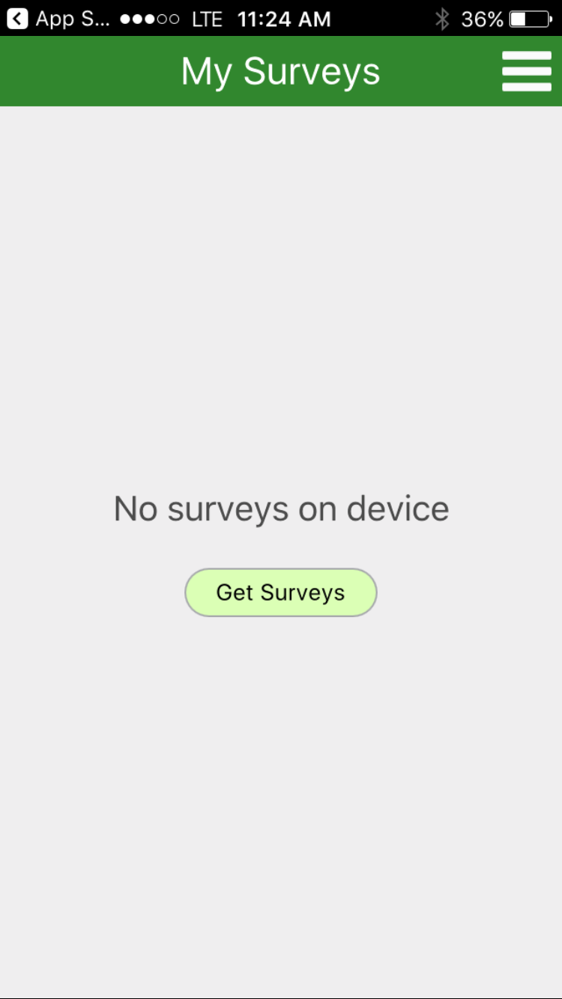 App S... LTE 11:24 AM 36%
My Surveys
No surveys on device
Get Surveys